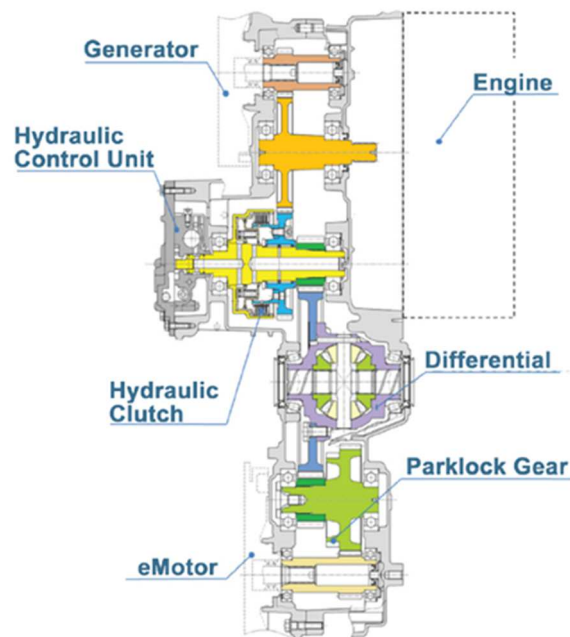 Generator
Engine
Hydraulic
Control Unit
Differential
Hydraulic
Clutch
Parklock Gear
eMotor